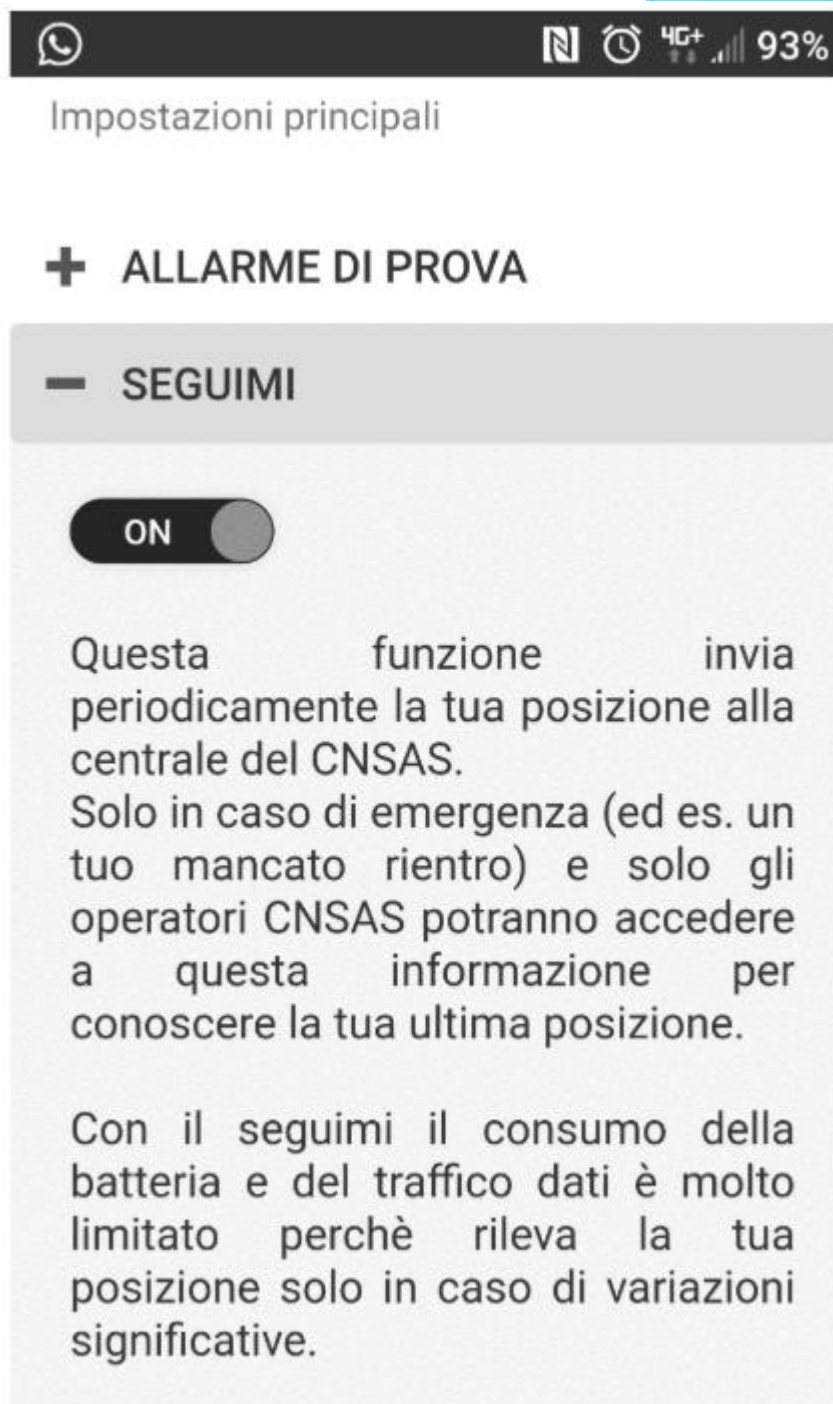 4G+ 93%
Impostazioni principali
ALLARME DI PROVA
SEGUIMI
ON
Questa funzione invia
periodicamente la tua posizione alla
centrale del CNSAS.
Solo in caso di emergenza (ed es. un
tuo mancato rientro) e solo gli
operatori CNSAS potranno accedere
a questa informazione per
conoscere la tua ultima posizione.
Con il seguimi il consumo della
batteria e del traffico dati è molto
limitato perchè rileva la tua
posizione solo in caso di variazioni
significative.